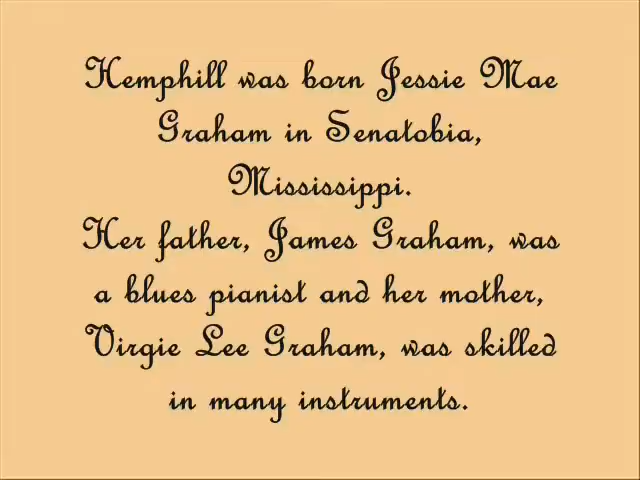 Hemphill was born Jessie Mae
Graham in Senatobia,
Mississippi.
Her father, James Graham, was
a blues pianist and her mother,
Virgie Lee Graham, was skilled
in many instruments.